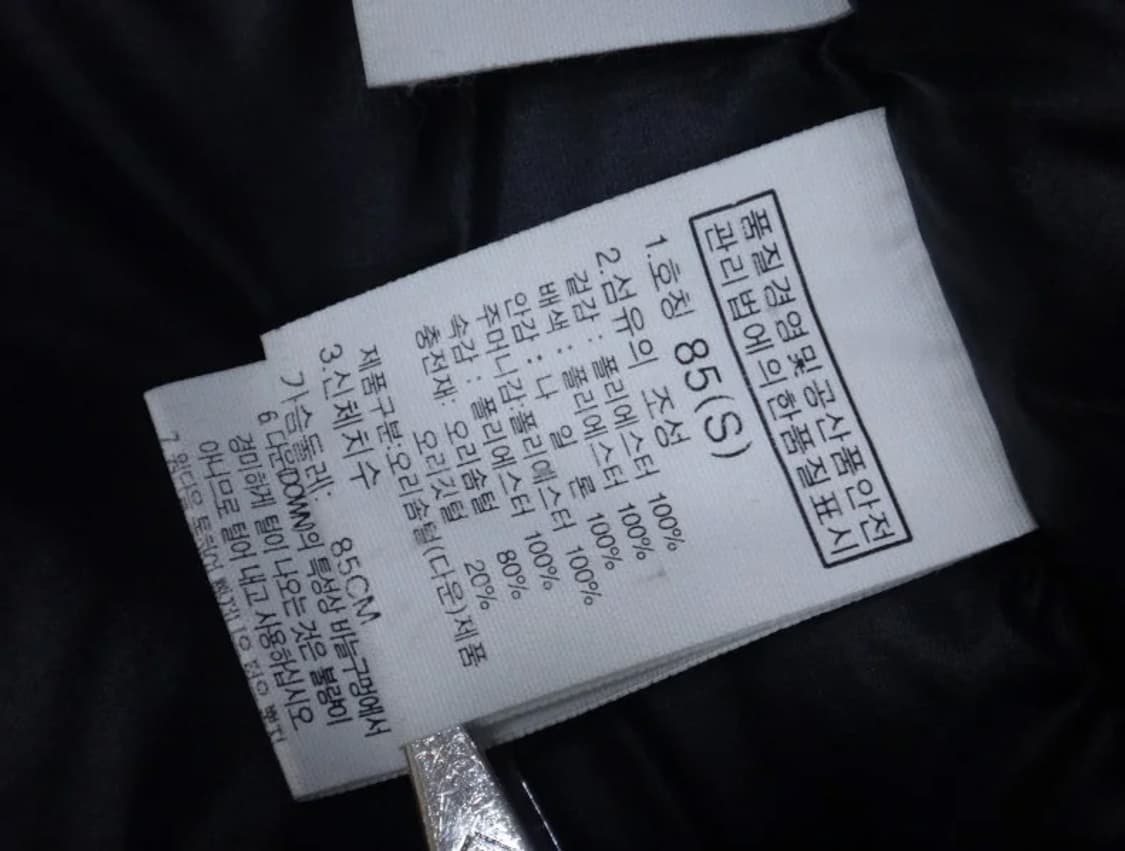 품질경영및공산품안전
관리법에의한품질표시
1.호칭 85(S)
2.섬유의 조성
겉감 : 폴리에스터 100%
배색 : 폴리에스터 100%
안감 : 나 일 론 100%
주머니감:폴리에스터 100%
속감 : 폴리에스터 100%
충전재: 오리솜털 80%
오리깃털 20%
제품구분:오리솜털(다운)제품
3.신체치수
가슴둘레: 85CM
6 다운(DOWN)의 특성상 바늘구멍에서
경미하게 털이 나오는 것은 불량이
아니므로 털어 내고 사용하십시오